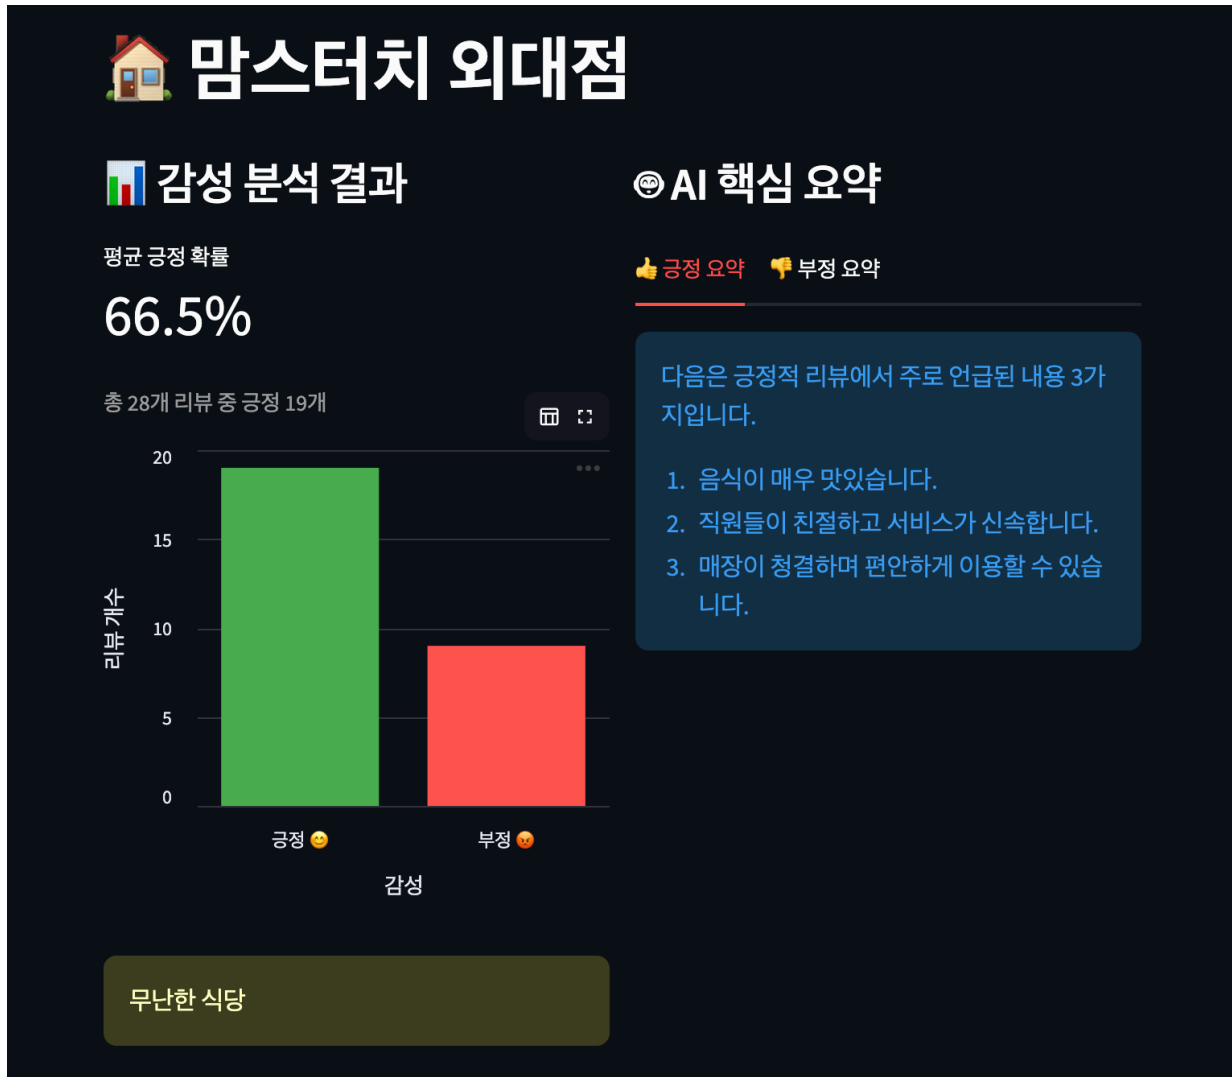 🏠 맘스터치 외대점
📊 감성 분석 결과
평균 긍정 확률
66.5%
총 28개 리뷰 중 긍정 19개
20
15
10
5
0
리뷰 개수
긍정 😊
부정 😡
감성
무난한 식당
AI 핵심 요약
👍 긍정 요약
👎 부정 요약
다음은 긍정적 리뷰에서 주로 언급된 내용 3가
지입니다.
1. 음식이 매우 맛있습니다.
2. 직원들이 친절하고 서비스가 신속합니다.
3. 매장이 청결하며 편안하게 이용할 수 있습
니다.